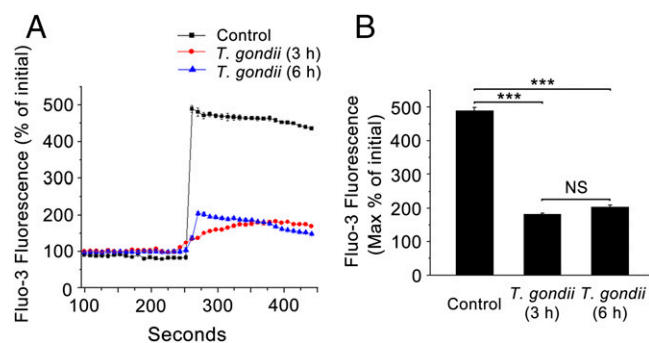 A
Control
T. gondii (3 h)
T. gondii (6 h)
Fluo-3 Fluorescence (% of initial)
500
400
300
200
100
0
100 200 300 400
Seconds
B
Fluo-3 Fluorescence
(Max % of initial)
500
400
300
200
100
0
***
***
NS
Control
T. gondii
(3 h)
T. gondii
(6 h)